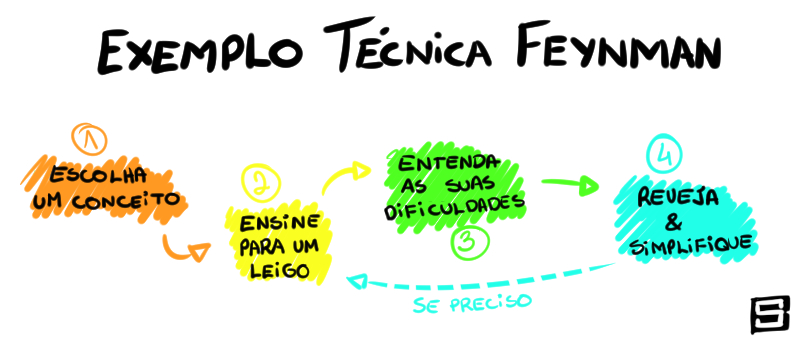 EXEMPLO TÉCNICA FEYNMAN
1
ESCOLHA
UM CONCEITO
2
ENSINE
PARA UM
LEIGO
ENTENDA
AS SUAS
DIFICULDADES
3
4
REVEJA
&
SIMPLIFIQUE
SE PRECISO
S